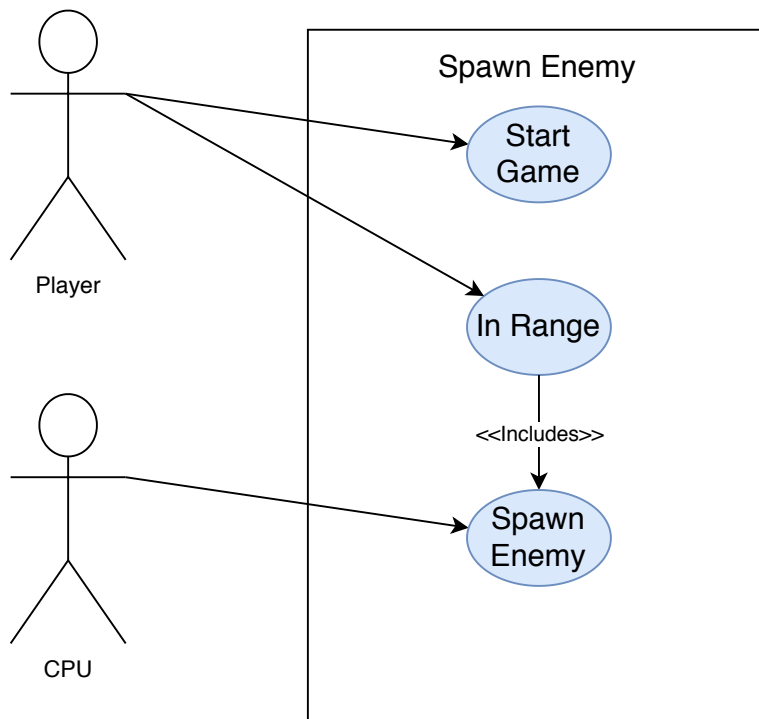 Spawn Enemy
Start
Game
Player
In Range
<<Includes>>
Spawn
Enemy
CPU